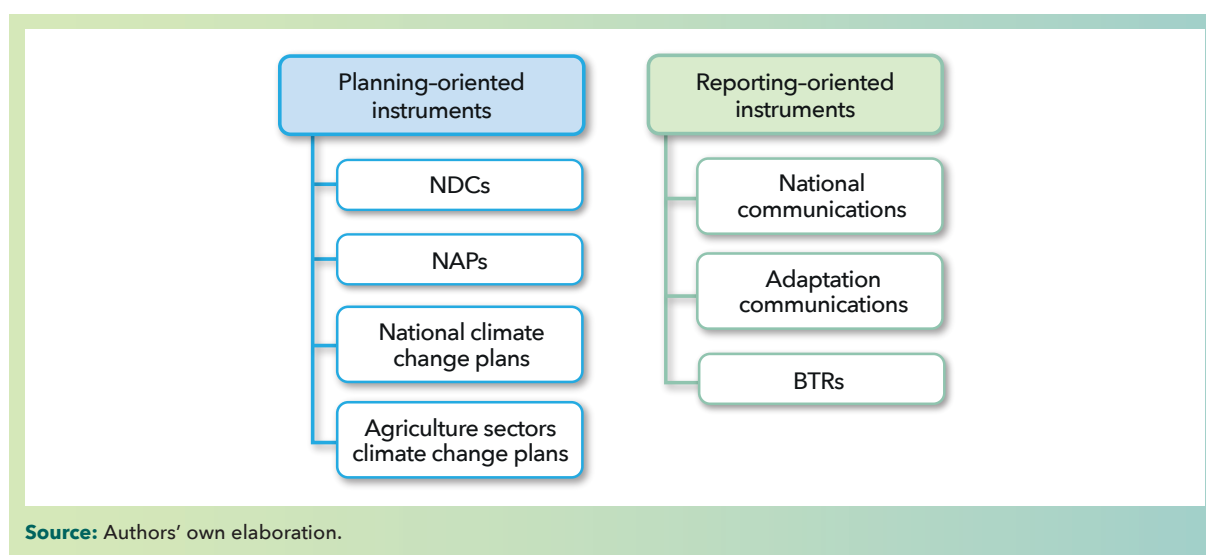 Planning–oriented
instruments
NDCs
NAPs
National climate
change plans
Agriculture sectors
climate change plans
Reporting–oriented
instruments
National
communications
Adaptation
communications
BTRs
Source: Authors’ own elaboration.